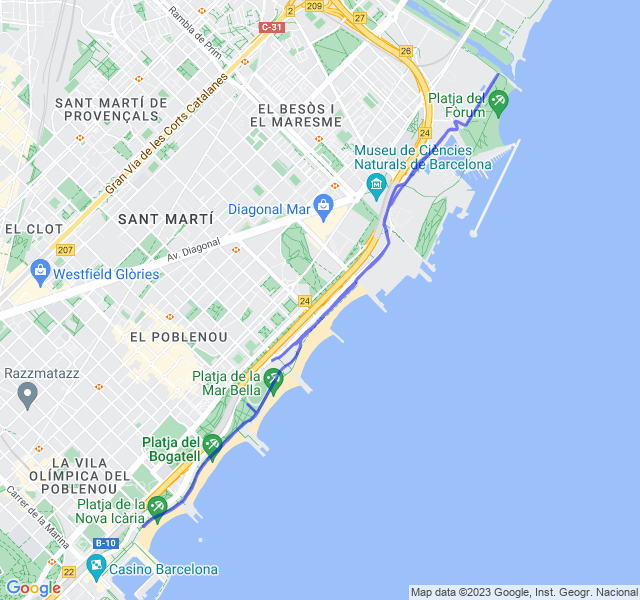 Rambla de Prim
2
B-20
27
C-31
26
SANT MARTÍ DE
PROVENÇALS
EL BESÒS I
EL MARESME
Platja del
Fòrum
24
Gran Via de les Corts Catalanes
Museu de Ciències
Naturals de Barcelona
SANT MARTÍ
Diagonal Mar
EL CLOT
207
Av. Diagonal
Westfield Glòries
24
EL POBLENOU
Razzmatazz
Platja de la
Mar Bella
Platja del
Bogatell
LA VILA
OLÍMPICA DEL
POBLENOU
Platja de la
Nova Icària
Carrer de la Marina
B-10
22
Casino Barcelona
Google
Map data ©2023 Google, Inst. Geogr. Nacional